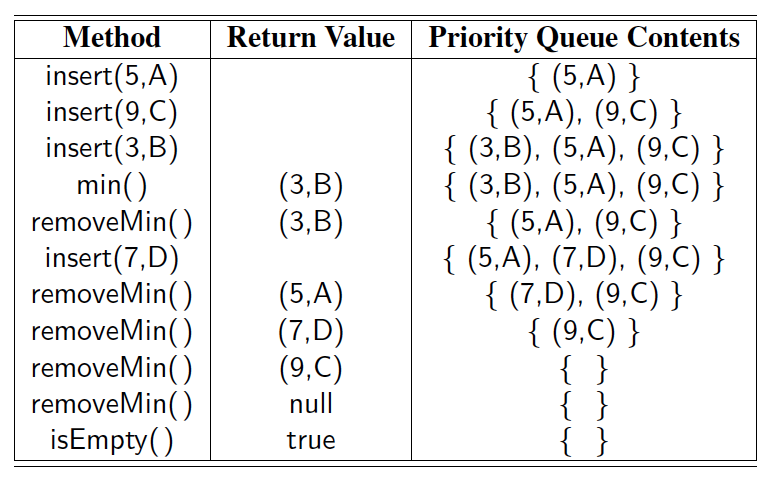 Method Return Value Priority Queue Contents
insert(5,A) { (5,A) }
insert(9,C) { (5,A), (9,C) }
insert(3,B) { (3,B), (5,A), (9,C) }
min() (3,B) { (3,B), (5,A), (9,C) }
removeMin() (3,B) { (5,A), (9,C) }
insert(7,D) { (5,A), (7,D), (9,C) }
removeMin() (5,A) { (7,D), (9,C) }
removeMin() (7,D) { (9,C) }
removeMin() (9,C) { }
removeMin() null { }
isEmpty() true { }